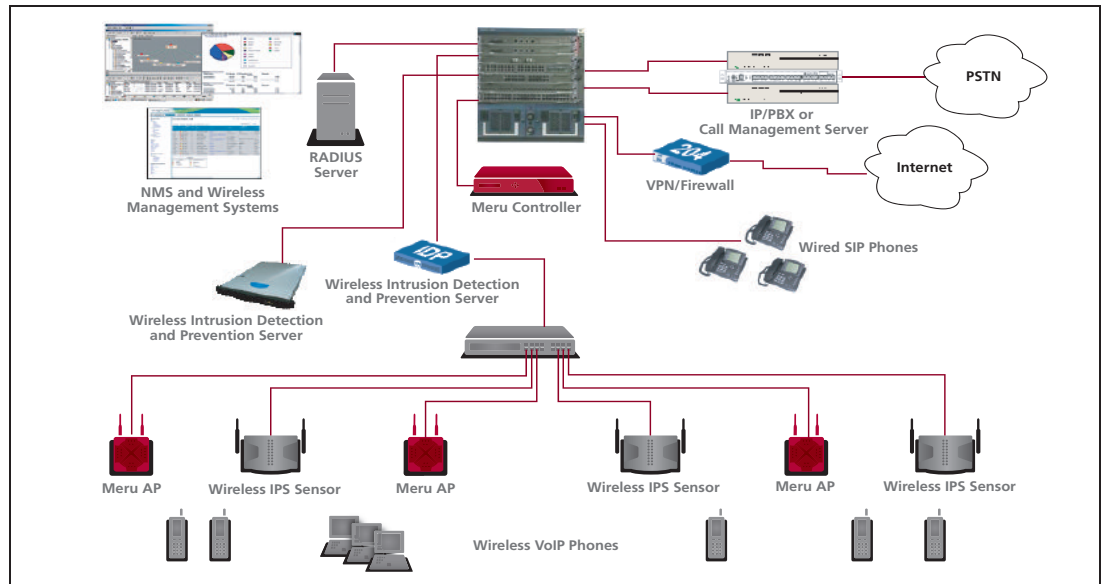 PSTN
IP/PBX or
Call Management Server
RADIUS
Server
204
Internet
VPN/Firewall
NMS and Wireless
Management Systems
Meru Controller
Wired SIP Phones
iDP
Wireless Intrusion Detection
and Prevention Server
Wireless Intrusion Detection
and Prevention Server
Meru AP
Wireless IPS Sensor
Meru AP
Wireless IPS Sensor
Meru AP
Wireless IPS Sensor
Wireless VoIP Phones